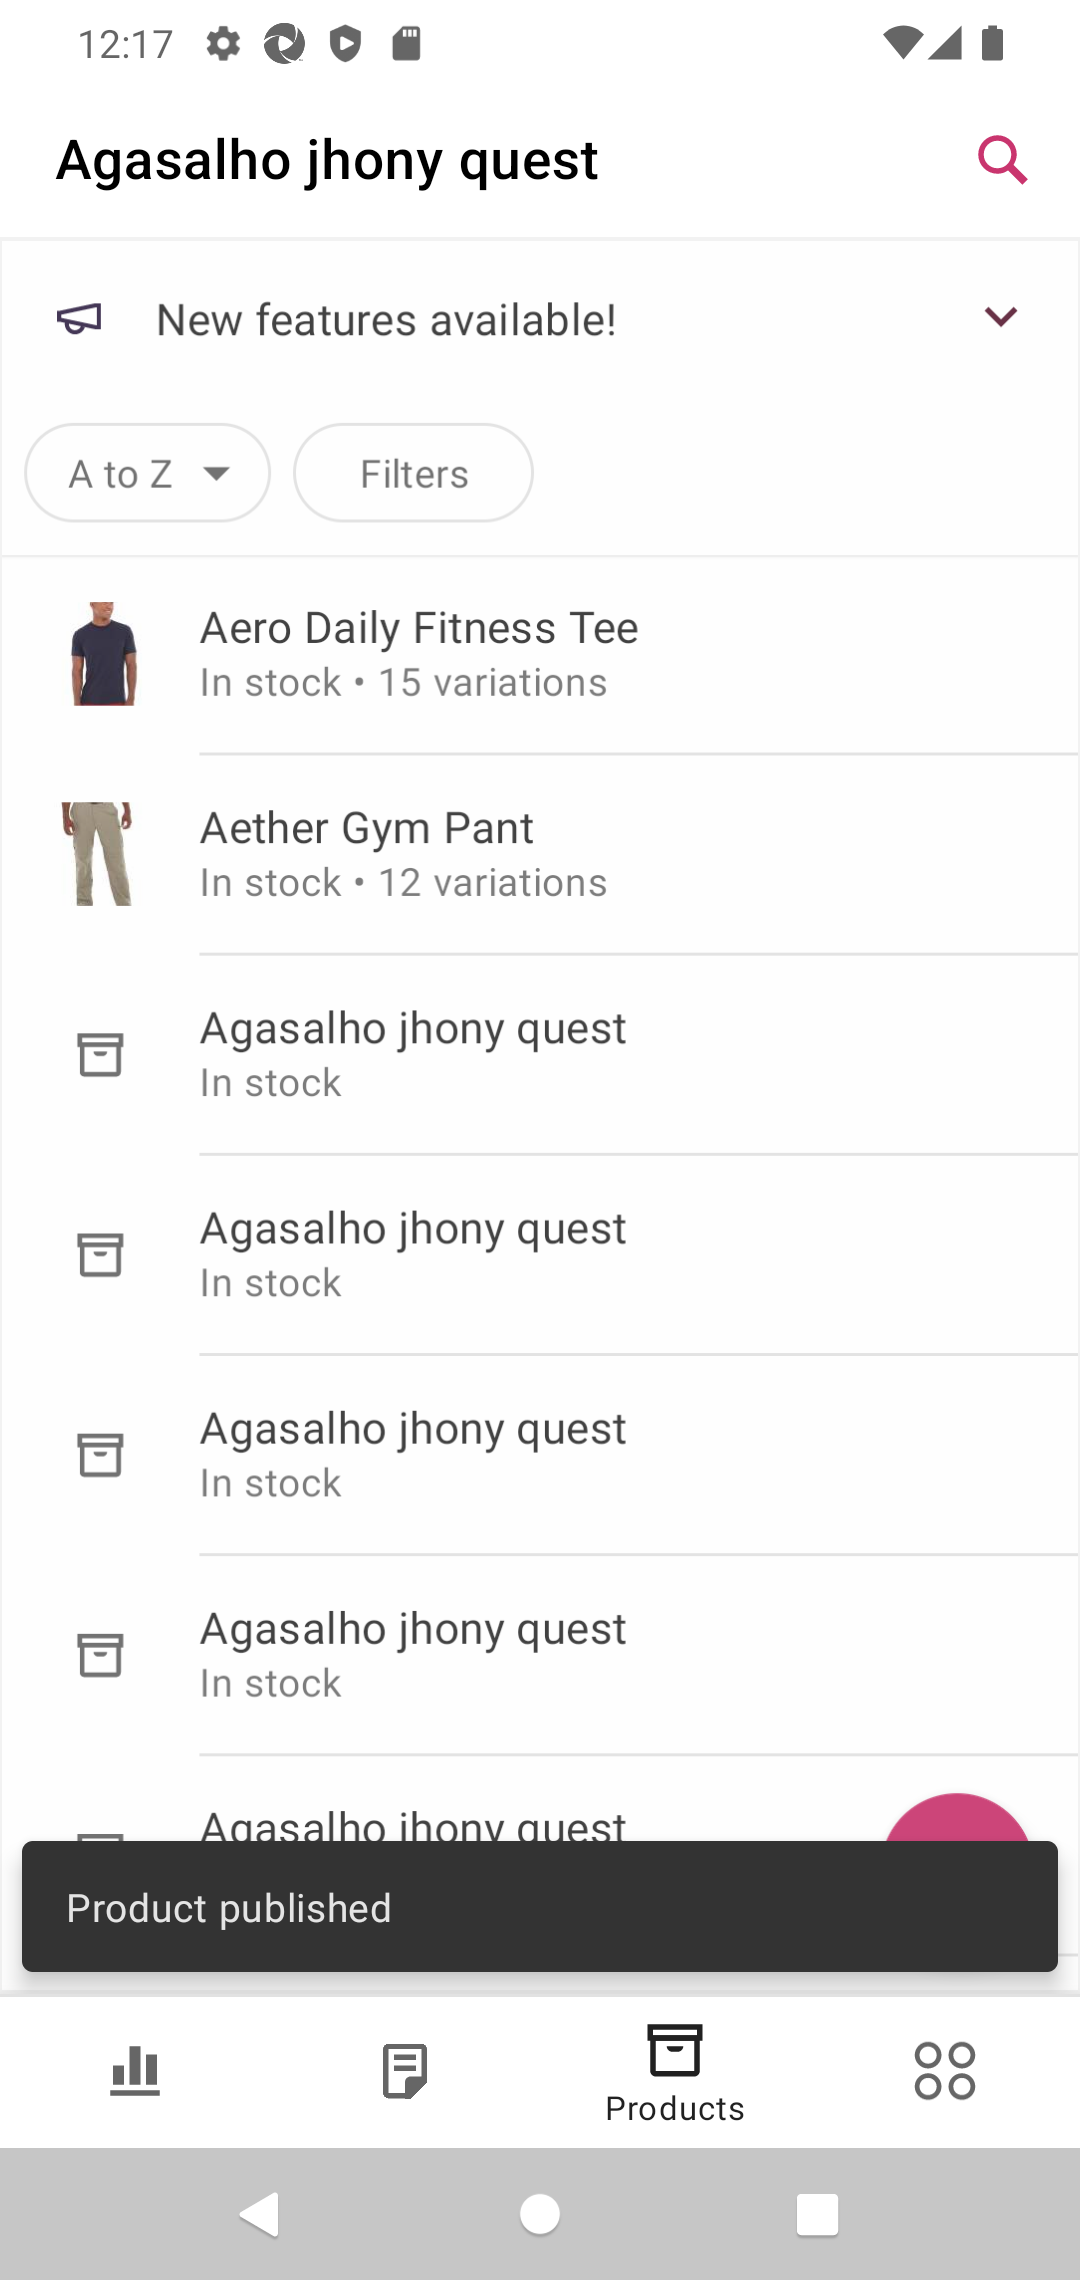 12:17
Agasalho jhony quest
New features available!
A to Z
Filters
Aero Daily Fitness Tee
In stock • 15 variations
Aether Gym Pant
In stock • 12 variations
Agasalho jhony quest
In stock
Agasalho jhony quest
In stock
Agasalho jhony quest
In stock
Agasalho jhony quest
In stock
Agasalho jhony quest
Product published
Products